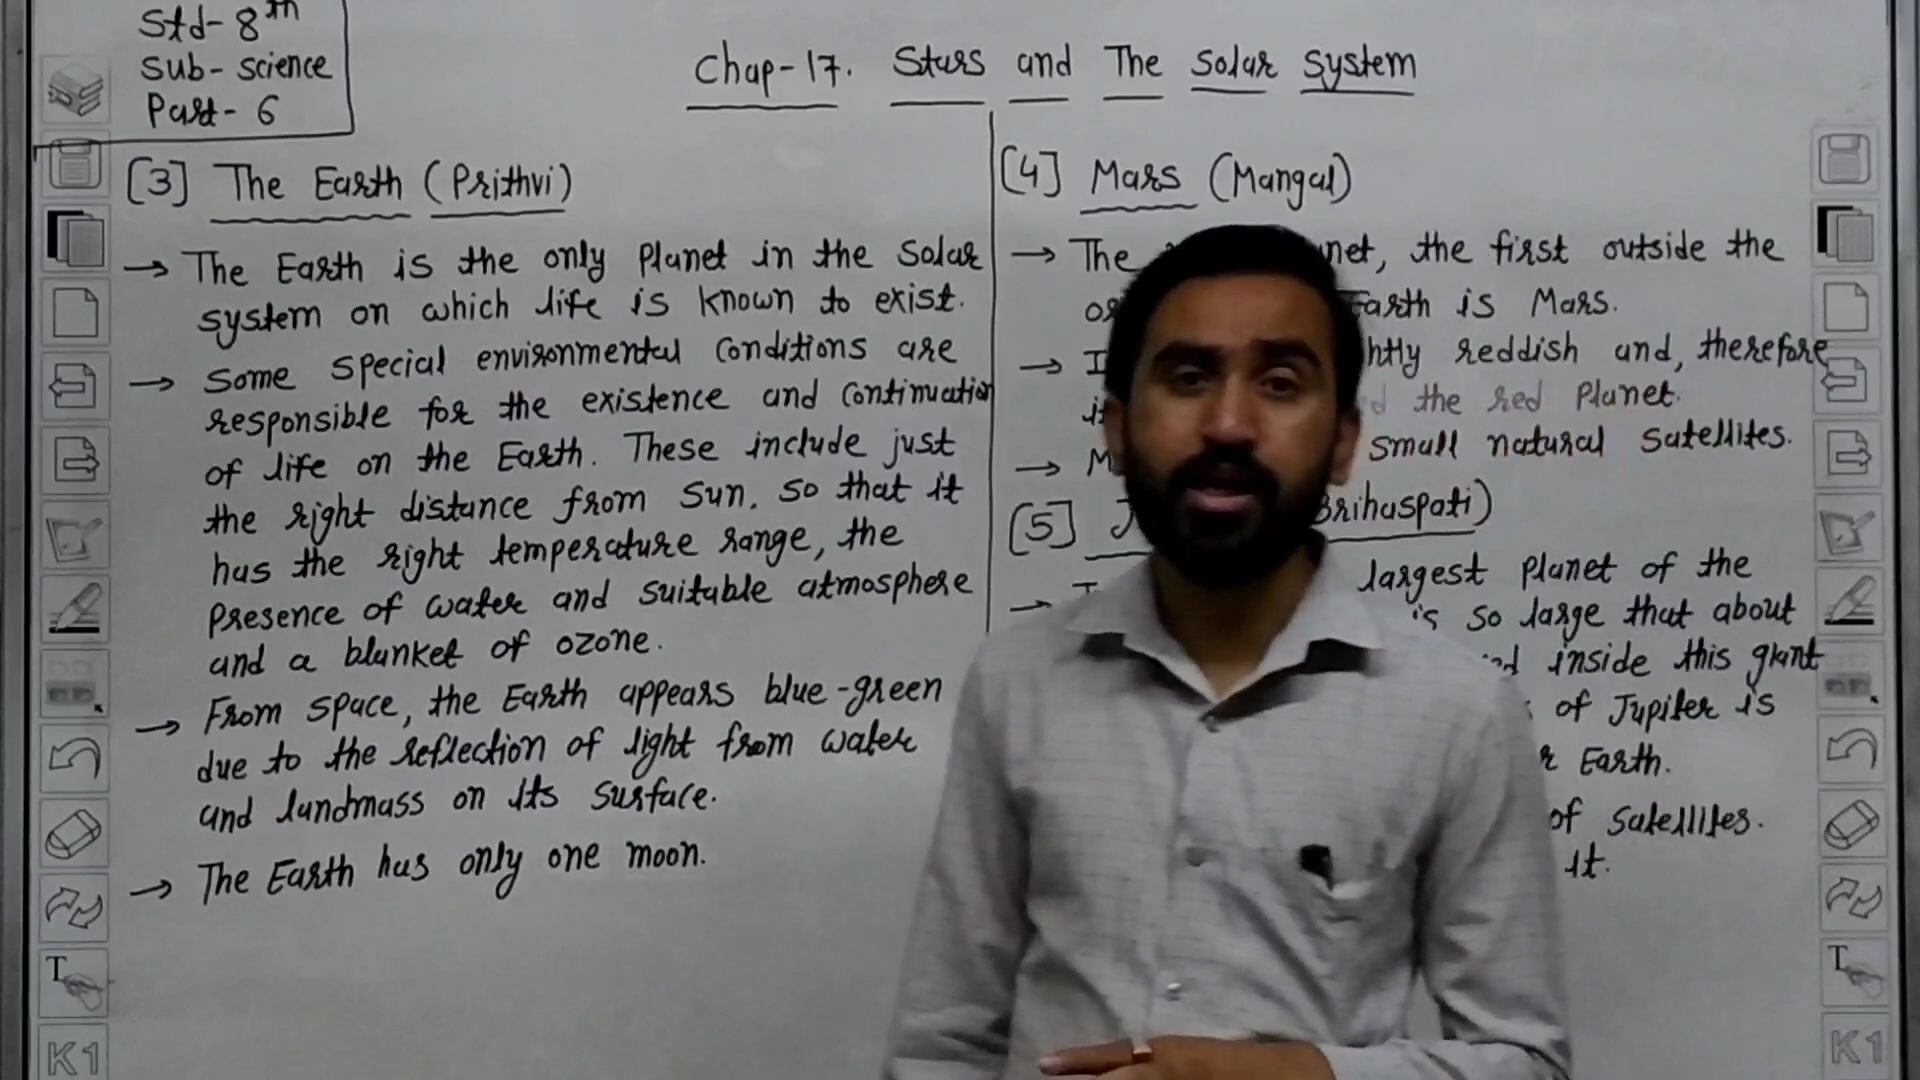 Std- 8th
Sub- science
Part- 6
Chap-17. Stars and The Solar System
[3] The Earth (Prithvi)
→ The Earth is the only Planet in the Solar
system on which life is known to exist.
→ Some special environmental conditions are
responsible for the existence and continuation
of life on the Earth. These include just
the right distance from Sun, so that it
has the right temperature range, the
Presence of water and suitable atmosphere
and a blanket of ozone.
→ From space, the Earth appears blue-green
due to the reflection of light from water
and landmass on its surface.
→ The Earth has only one moon.
[4] Mars (Mangal)
→ The net, the first outside the
Earth is Mars.
→ reddish and, therefore
the red Planet.
→ small natural satellites.
[5] Brihaspati)
→ largest Planet of the
so large that about
inside this giant
of Jupiter is
Earth.
of Satellites.
it.
T
K1
T
K1